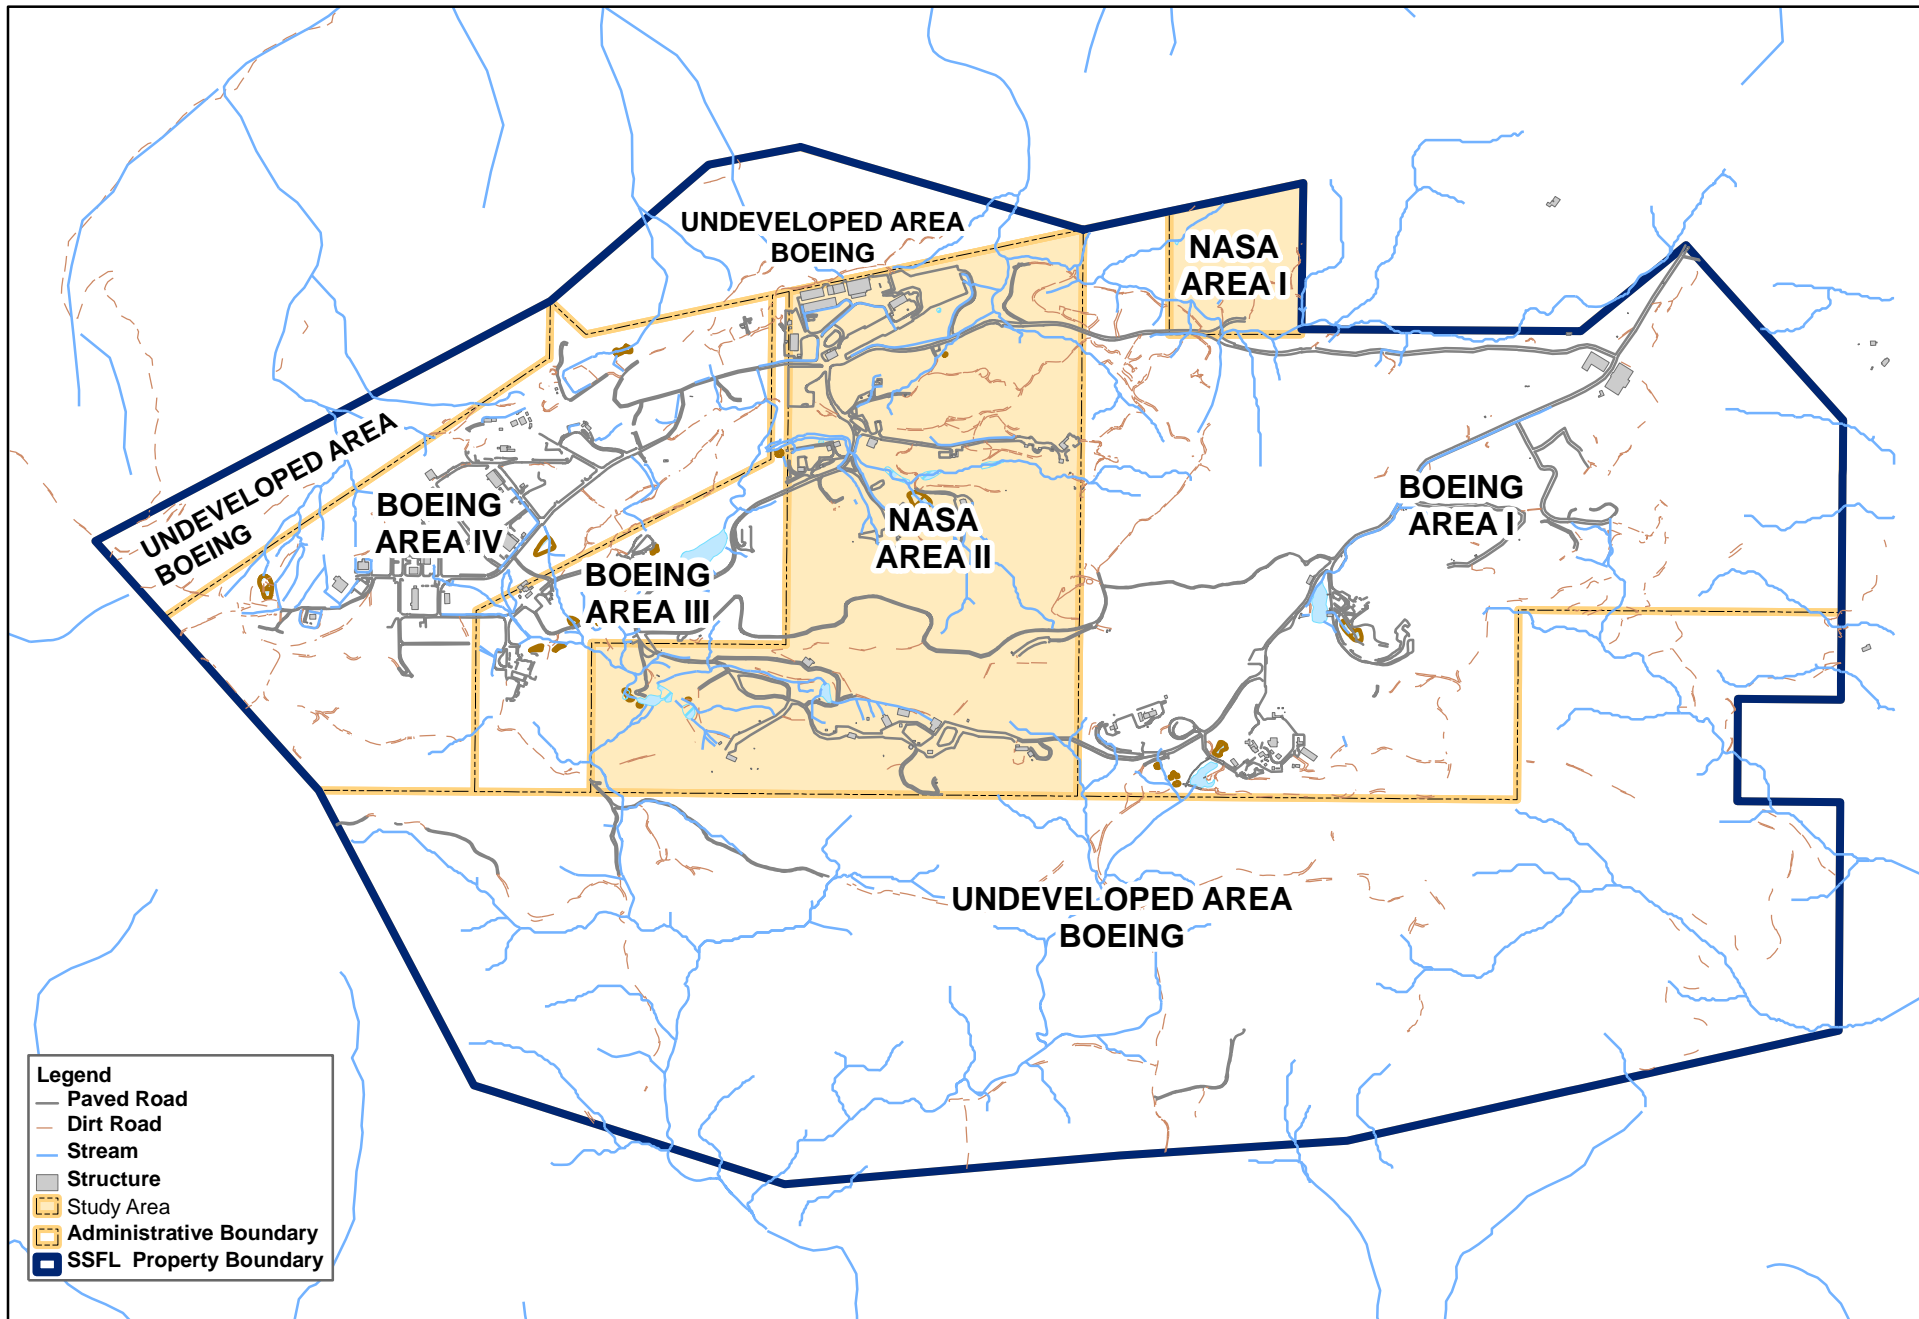 UNDEVELOPED AREA
BOEING
NASA
AREA I
UNDEVELOPED AREA
BOEING
BOEING
AREA IV
BOEING
AREA III
NASA
AREA II
BOEING
AREA I
UNDEVELOPED AREA
BOEING
Legend
Paved Road
Dirt Road
Stream
Structure
Study Area
Administrative Boundary
SSFL Property Boundary